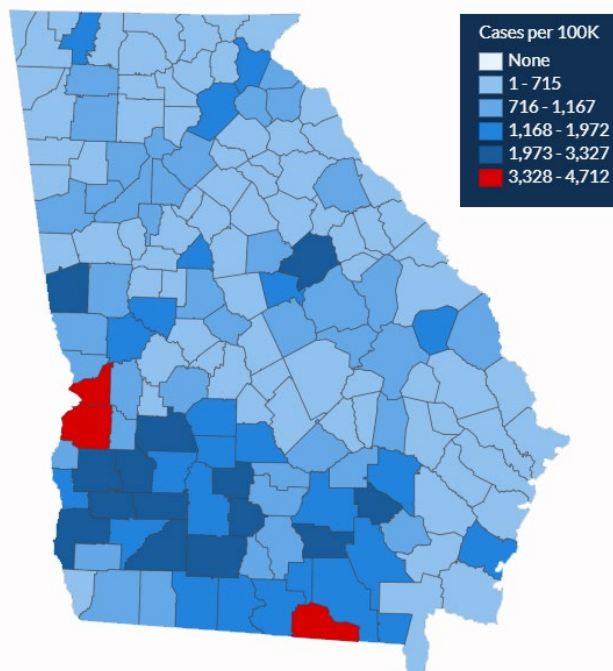 Cases per 100K
None
1 - 715
716 - 1,167
1,168 - 1,972
1,973 - 3,327
3,328 - 4,712